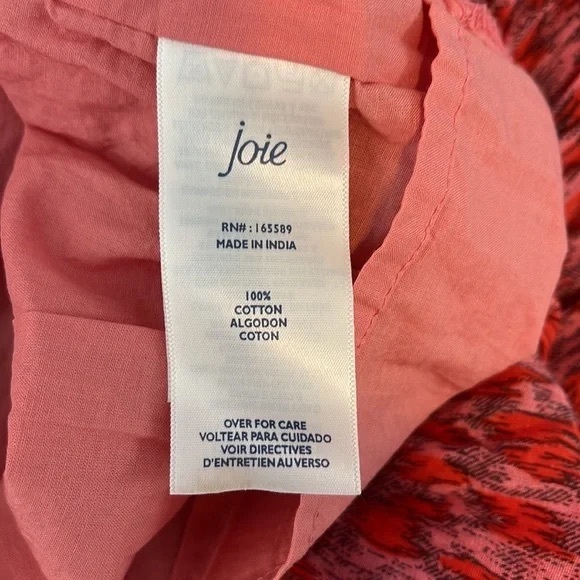 joie
RN# : 165589
MADE IN INDIA
100%
COTTON
ALGODON
COTON
OVER FOR CARE
VOLTEAR PARA CUIDADO
VOIR DIRECTIVES
D'ENTRETIEN AU VERSO